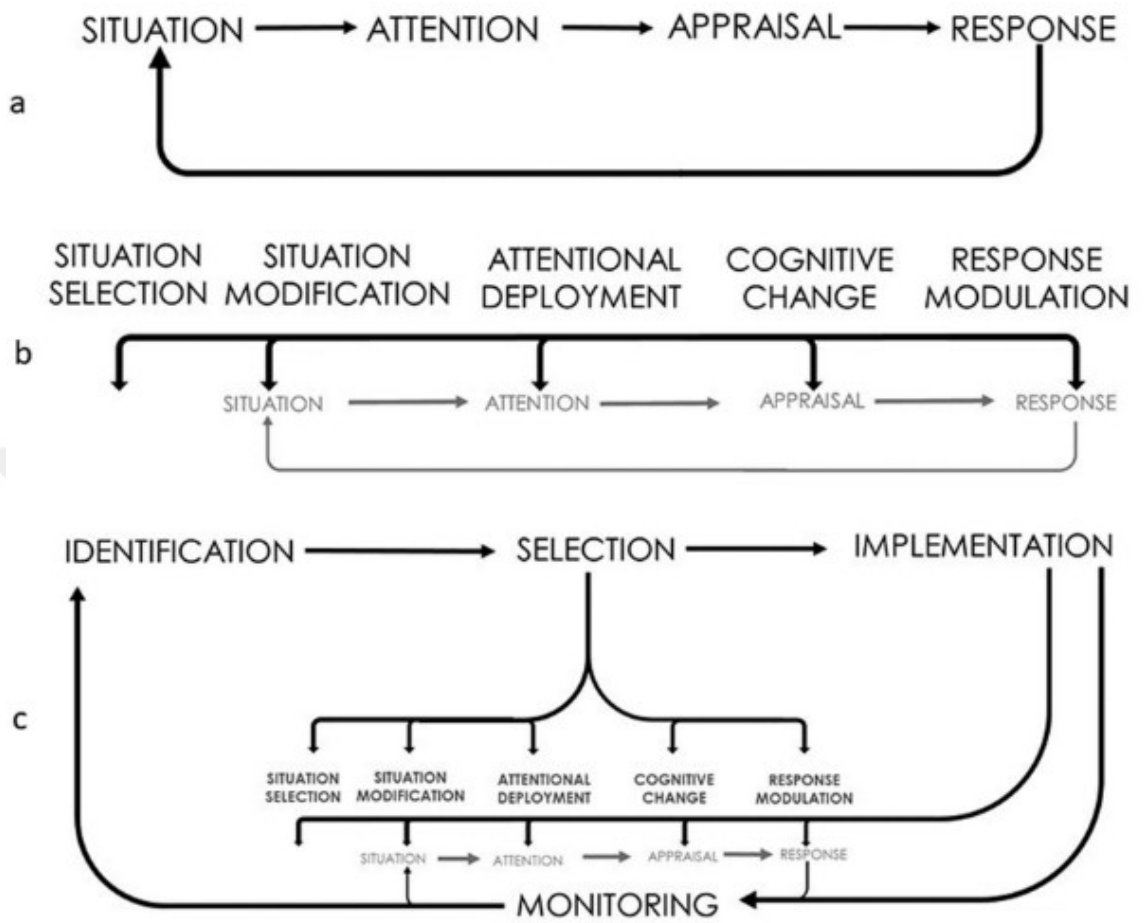 SITUATION ATTENTION APPRAISAL RESPONSE
a
SITUATION SITUATION ATTENTIONAL COGNITIVE RESPONSE
SELECTION MODIFICATION DEPLOYMENT CHANGE MODULATION
b
SITUATION ATTENTION APPRAISAL RESPONSE
IDENTIFICATION SELECTION IMPLEMENTATION
c
SITUATION SITUATION ATTENTIONAL COGNITIVE RESPONSE
SELECTION MODIFICATION DEPLOYMENT CHANGE MODULATION
SITUATION ATTENTION APPRAISAL RESPONSE
MONITORING